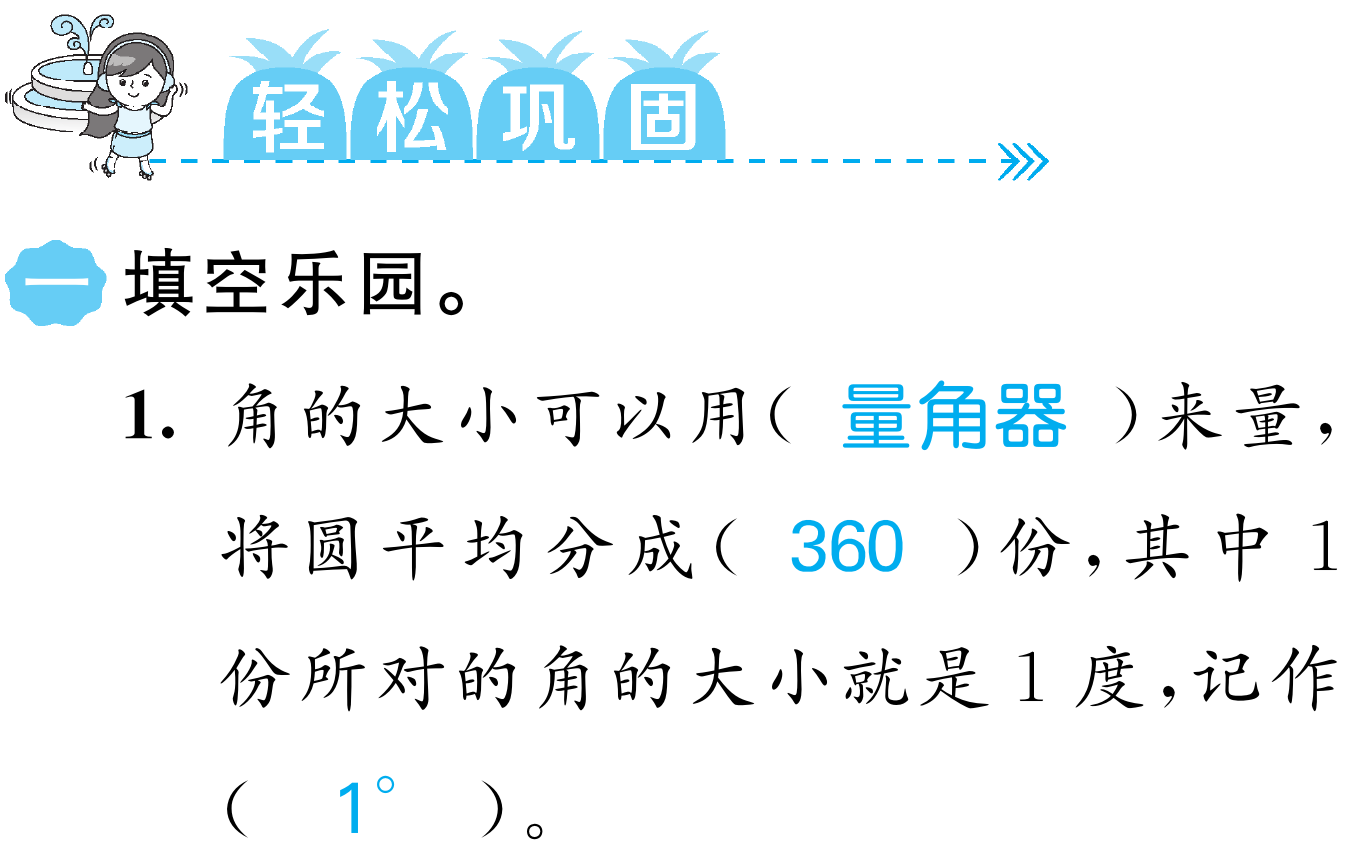 轻松巩固
一 填空乐园。
1. 角的大小可以用( 量角器 )来量,
将圆平均分成( 360 )份,其中1
份所对的角的大小就是1度,记作
( 1° )。